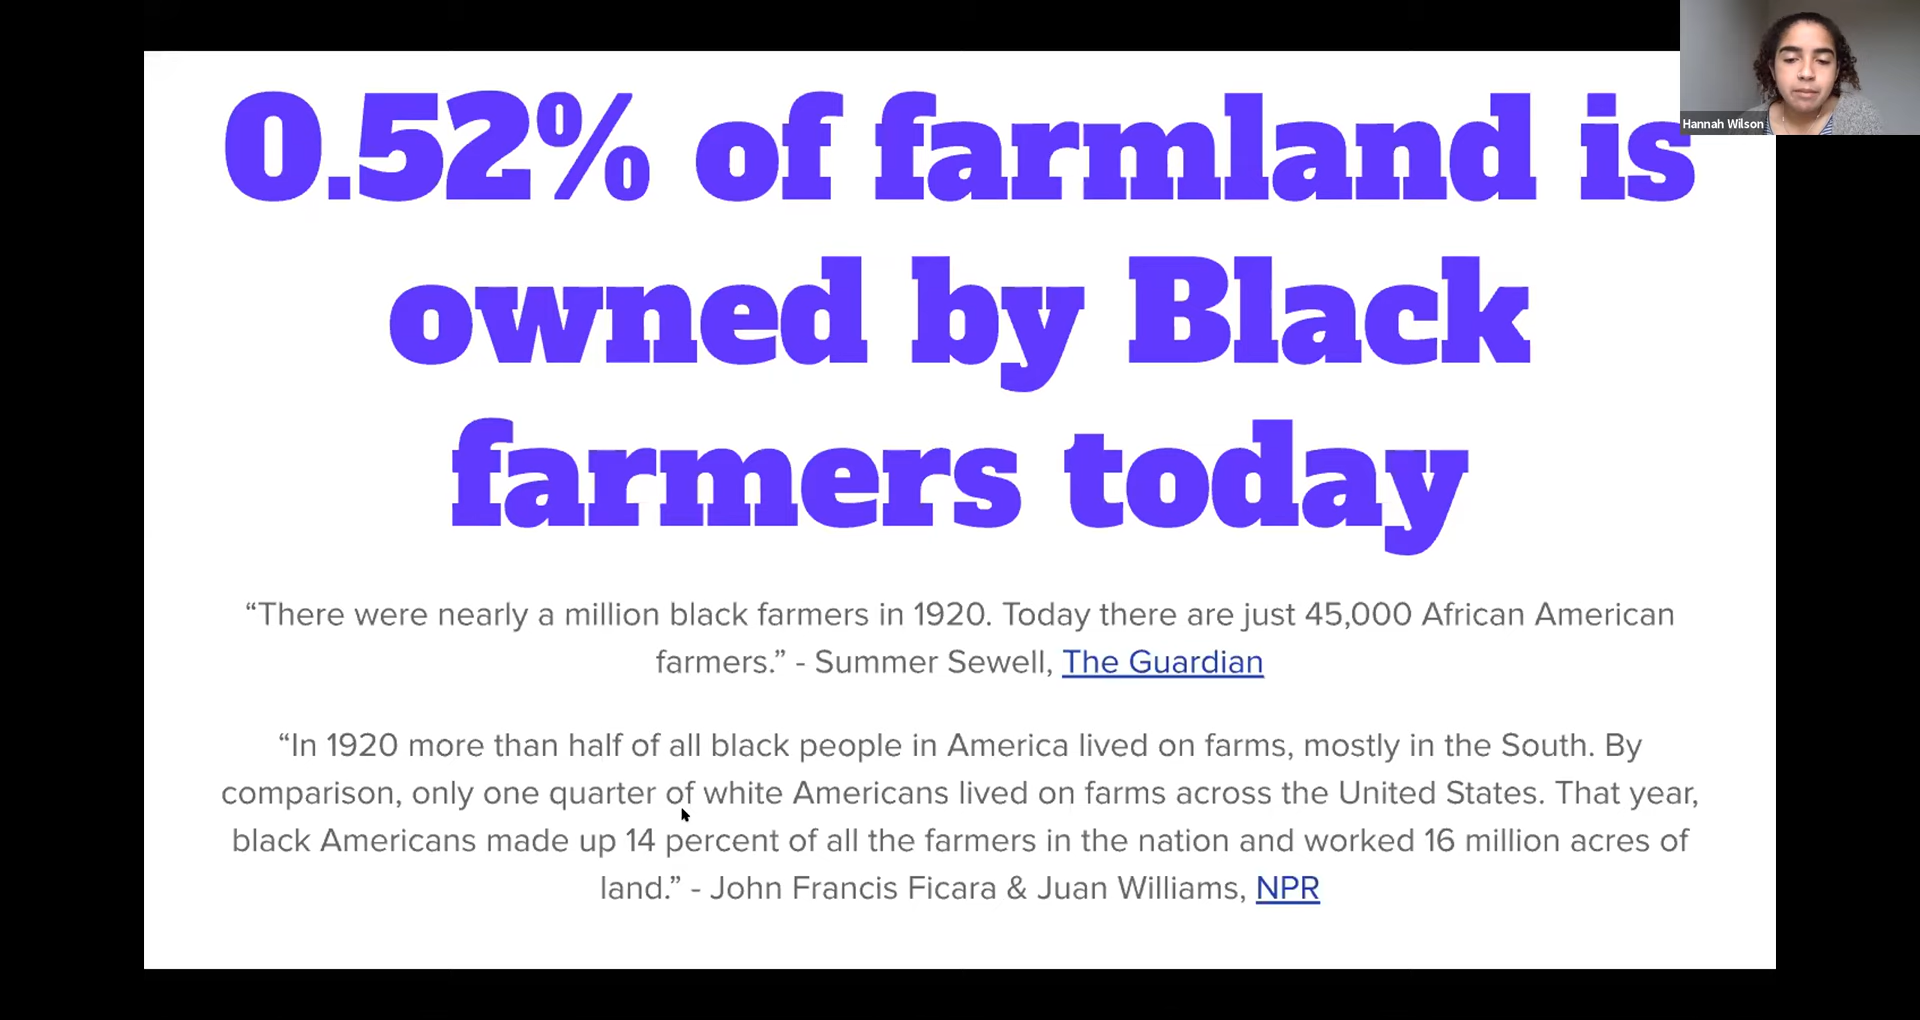 0.52% of farmland is
owned by Black
farmers today
“There were nearly a million black farmers in 1920. Today there are just 45,000 African American
farmers.” - Summer Sewell, The Guardian
“In 1920 more than half of all black people in America lived on farms, mostly in the South. By
comparison, only one quarter of white Americans lived on farms across the United States. That year,
black Americans made up 14 percent of all the farmers in the nation and worked 16 million acres of
land.” - John Francis Ficara & Juan Williams, NPR
Hannah Wilson